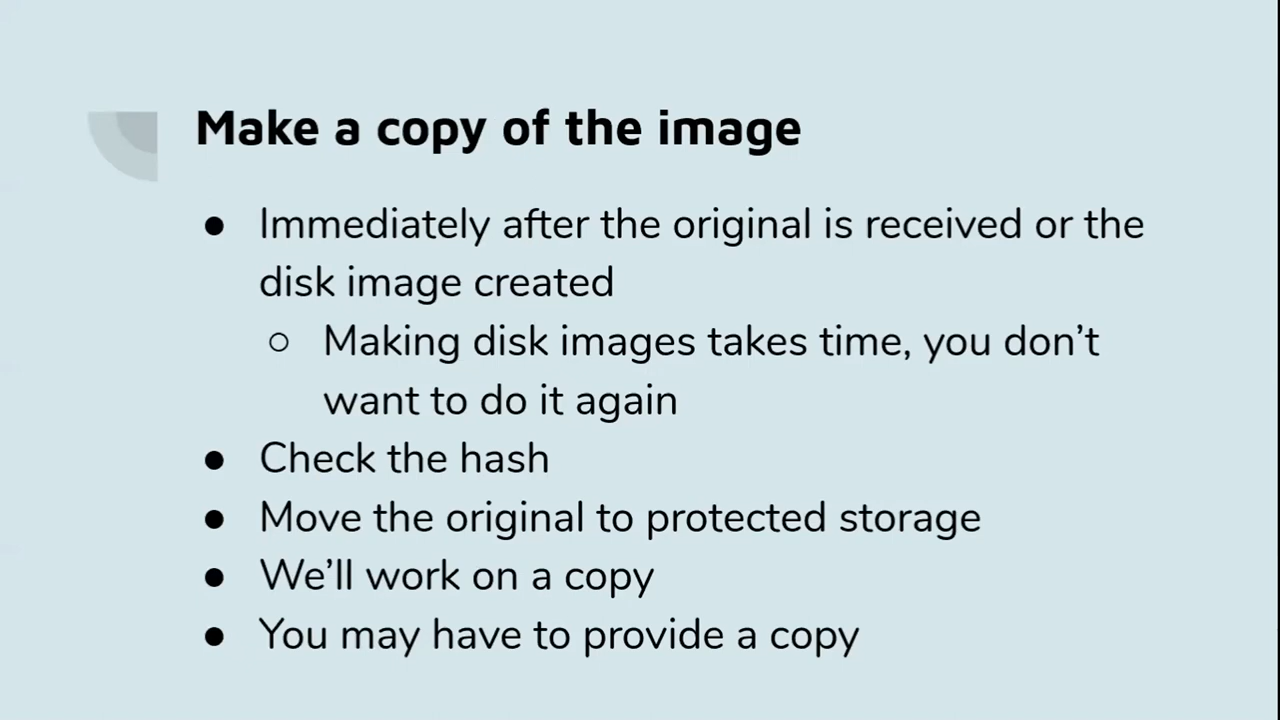 Make a copy of the image
● Immediately after the original is received or the
disk image created
○ Making disk images takes time, you don’t
want to do it again
● Check the hash
● Move the original to protected storage
● We’ll work on a copy
● You may have to provide a copy